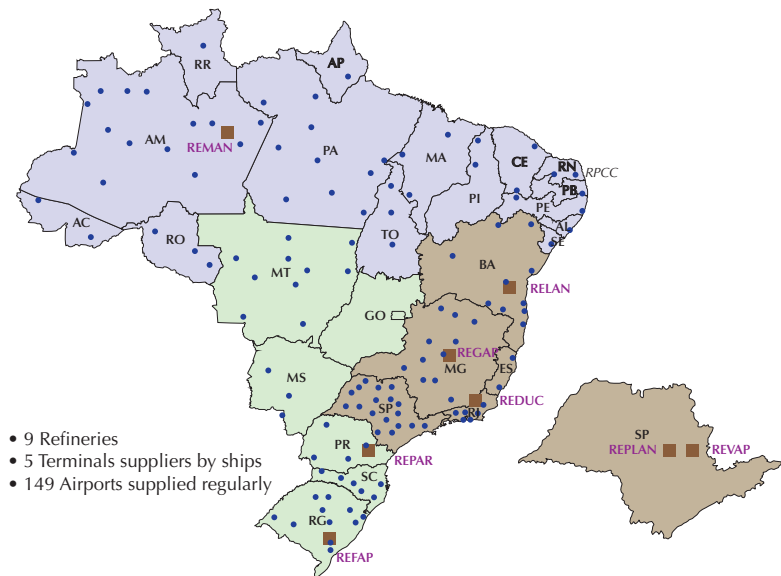 RR
AP
AM
REMAN
PA
MA
CE
RN
RPCC
PB
PI
PE
AL
SE
AC
RO
TO
MT
BA
RELAN
GO
REGAP
MG
ES
MS
SP
RJ
REDUC
PR
REPAR
SC
RG
REFAP
SP
REPLAN
REVAP
• 9 Refineries
• 5 Terminals suppliers by ships
• 149 Airports supplied regularly